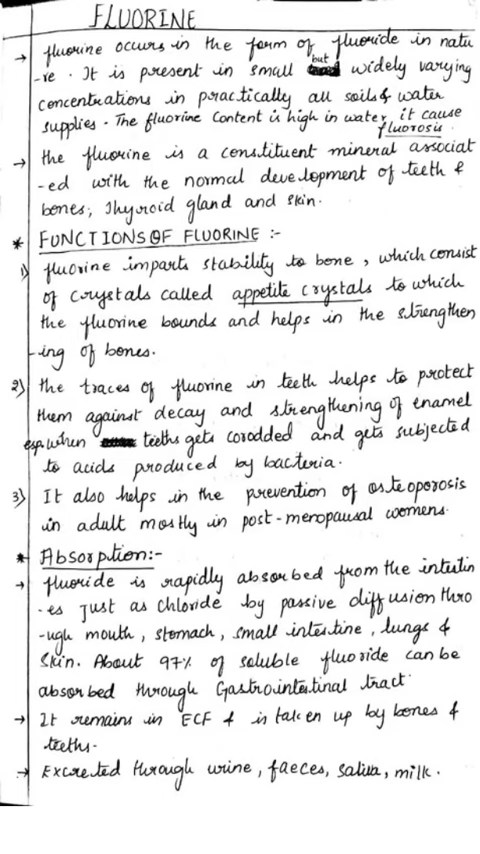 FLUORINE
→ fluorine occurs in the form of fluoride in natu
-re. It is present in small but widely varying
concentrations in practically all soils & water
supplies. The fluorine content is high in water, it cause
fluorosis.
→ the fluorine is a constituent mineral associat
-ed with the normal development of teeth &
bones, thyroid gland and skin.
* FUNCTIONS OF FLUORINE :-
1) fluorine imparts stability to bone, which consist
of crystals called appetite crystals to which
the fluorine bounds and helps in the strengthen
-ing of bones.
2) the traces of fluorine in teeth helps to protect
them against decay and strengthening of enamel
esp. when teeths gets corodded and gets subjected
to acids produced by bacteria.
3) It also helps in the prevention of osteoporosis
in adult mostly in post-menopausal womens.
* Absorption:-
→ fluoride is rapidly absorbed from the intestin
-es just as chloride by passive diffusion thro
-ugh mouth, stomach, small intestine, lungs &
skin. About 97% of soluble fluoride can be
absorbed through Gastrointestinal tract.
→ It remains in ECF & is taken up by bones &
teeths.
→ Excreted through urine, faeces, saliva, milk.